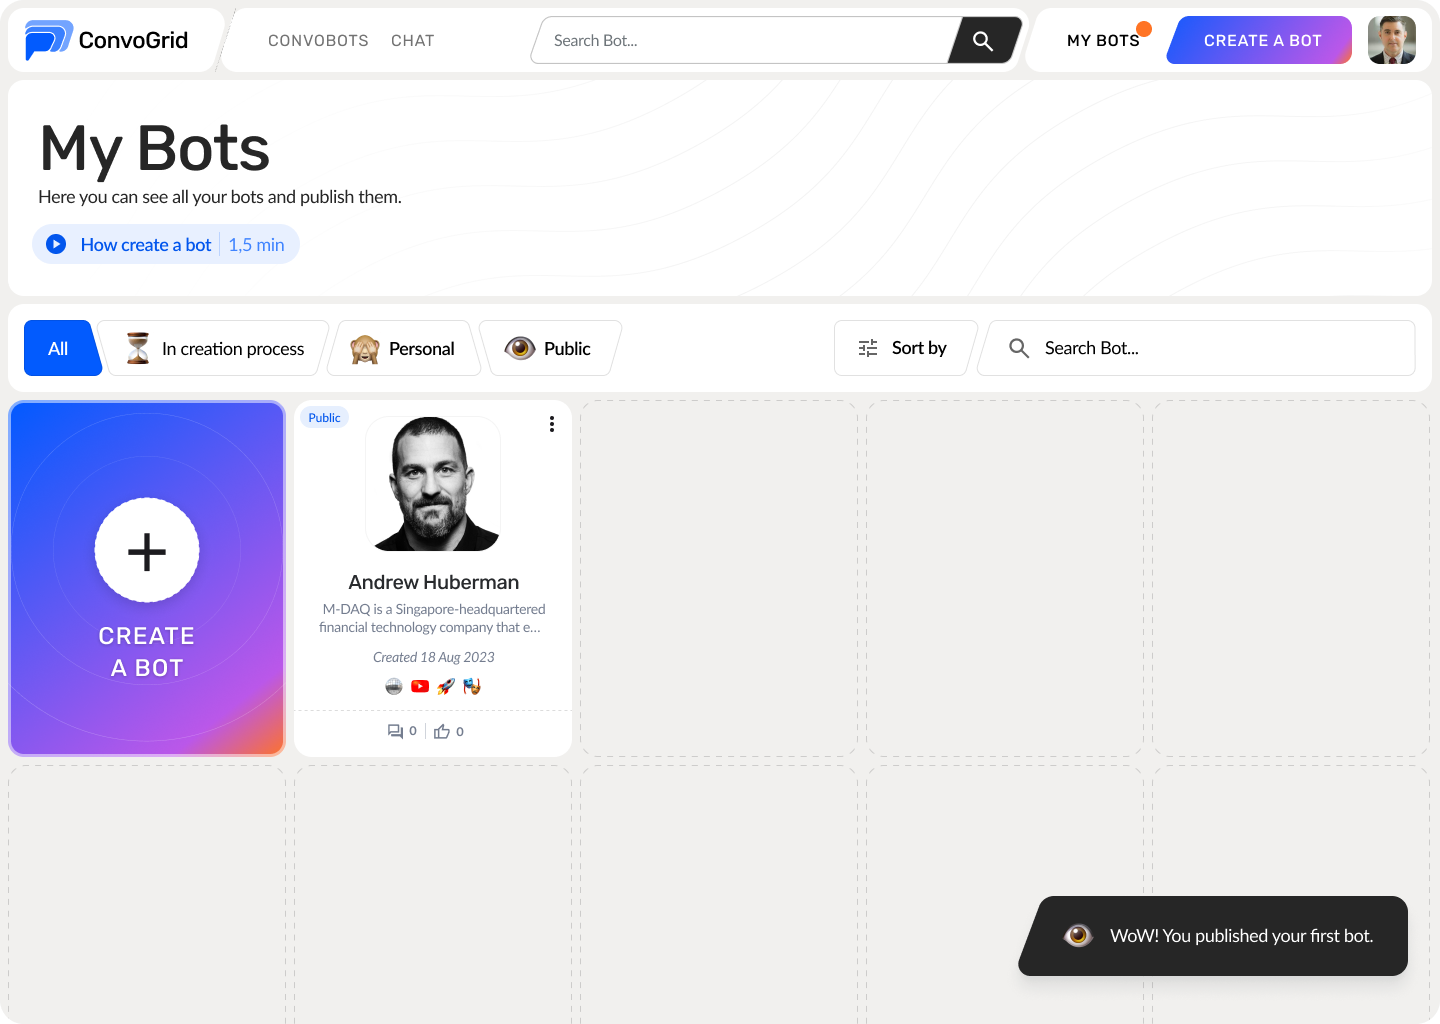 ConvoGrid
CONVOBOTS
CHAT
Search Bot...
MY BOTS
CREATE A BOT
My Bots
Here you can see all your bots and publish them.
How create a bot
1,5 min
All
In creation process
Personal
Public
Sort by
Search Bot...
CREATE
A BOT
Public
Andrew Huberman
M-DAQ is a Singapore-headquartered
financial technology company that e...
Created 18 Aug 2023
0
0
WoW! You published your first bot.